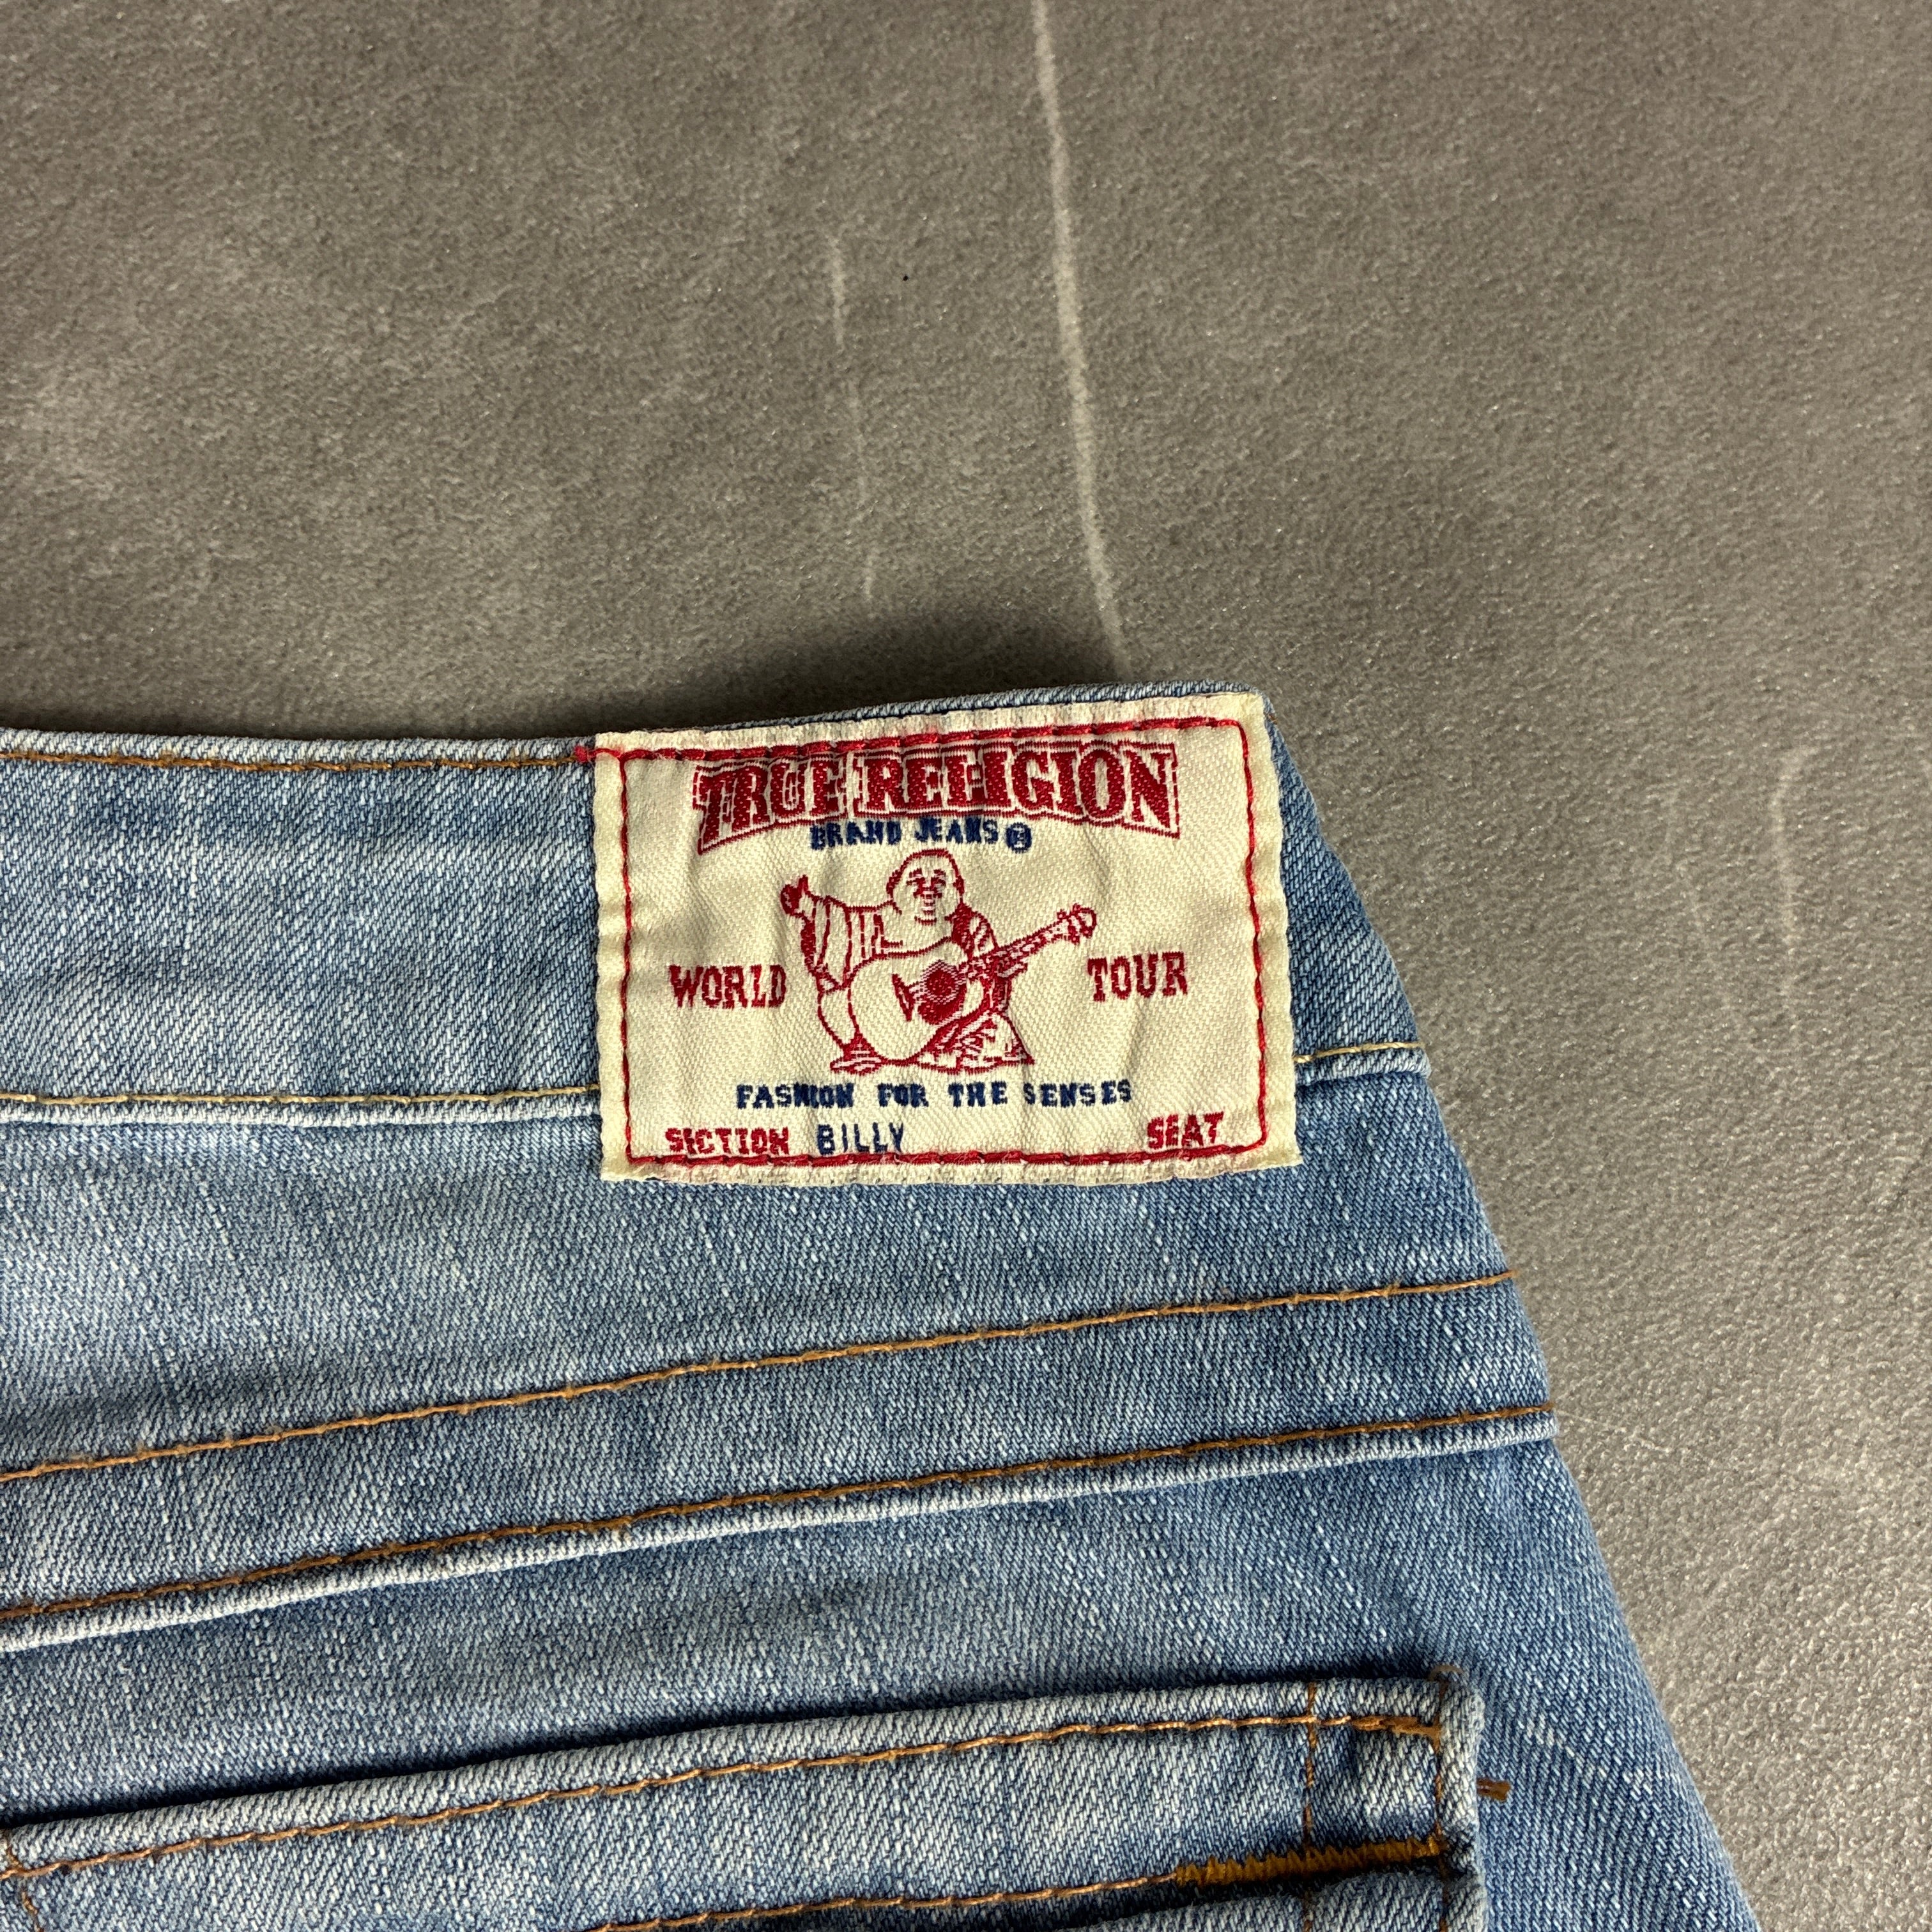 TRUE RELIGION
BRAND JEANS®
WORLD TOUR
FASHION FOR THE SENSES
SECTION BILLY SEAT